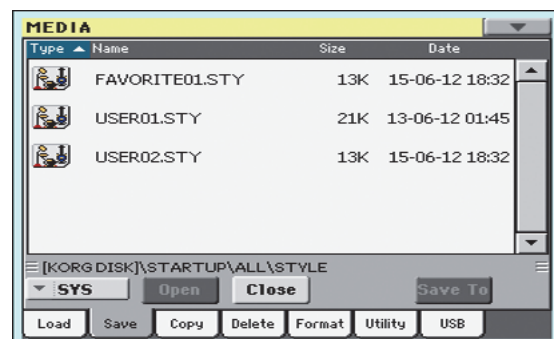 MEDIA
Type Name Size Date
FAVORITE01.STY 13K 15-06-12 18:32
USER01.STY 21K 13-06-12 01:45
USER02.STY 13K 15-06-12 18:32
[KORG DISK]\STARTUP\ALL\STYLE
SYS Open Close Save To
Load Save Copy Delete Format Utility USB